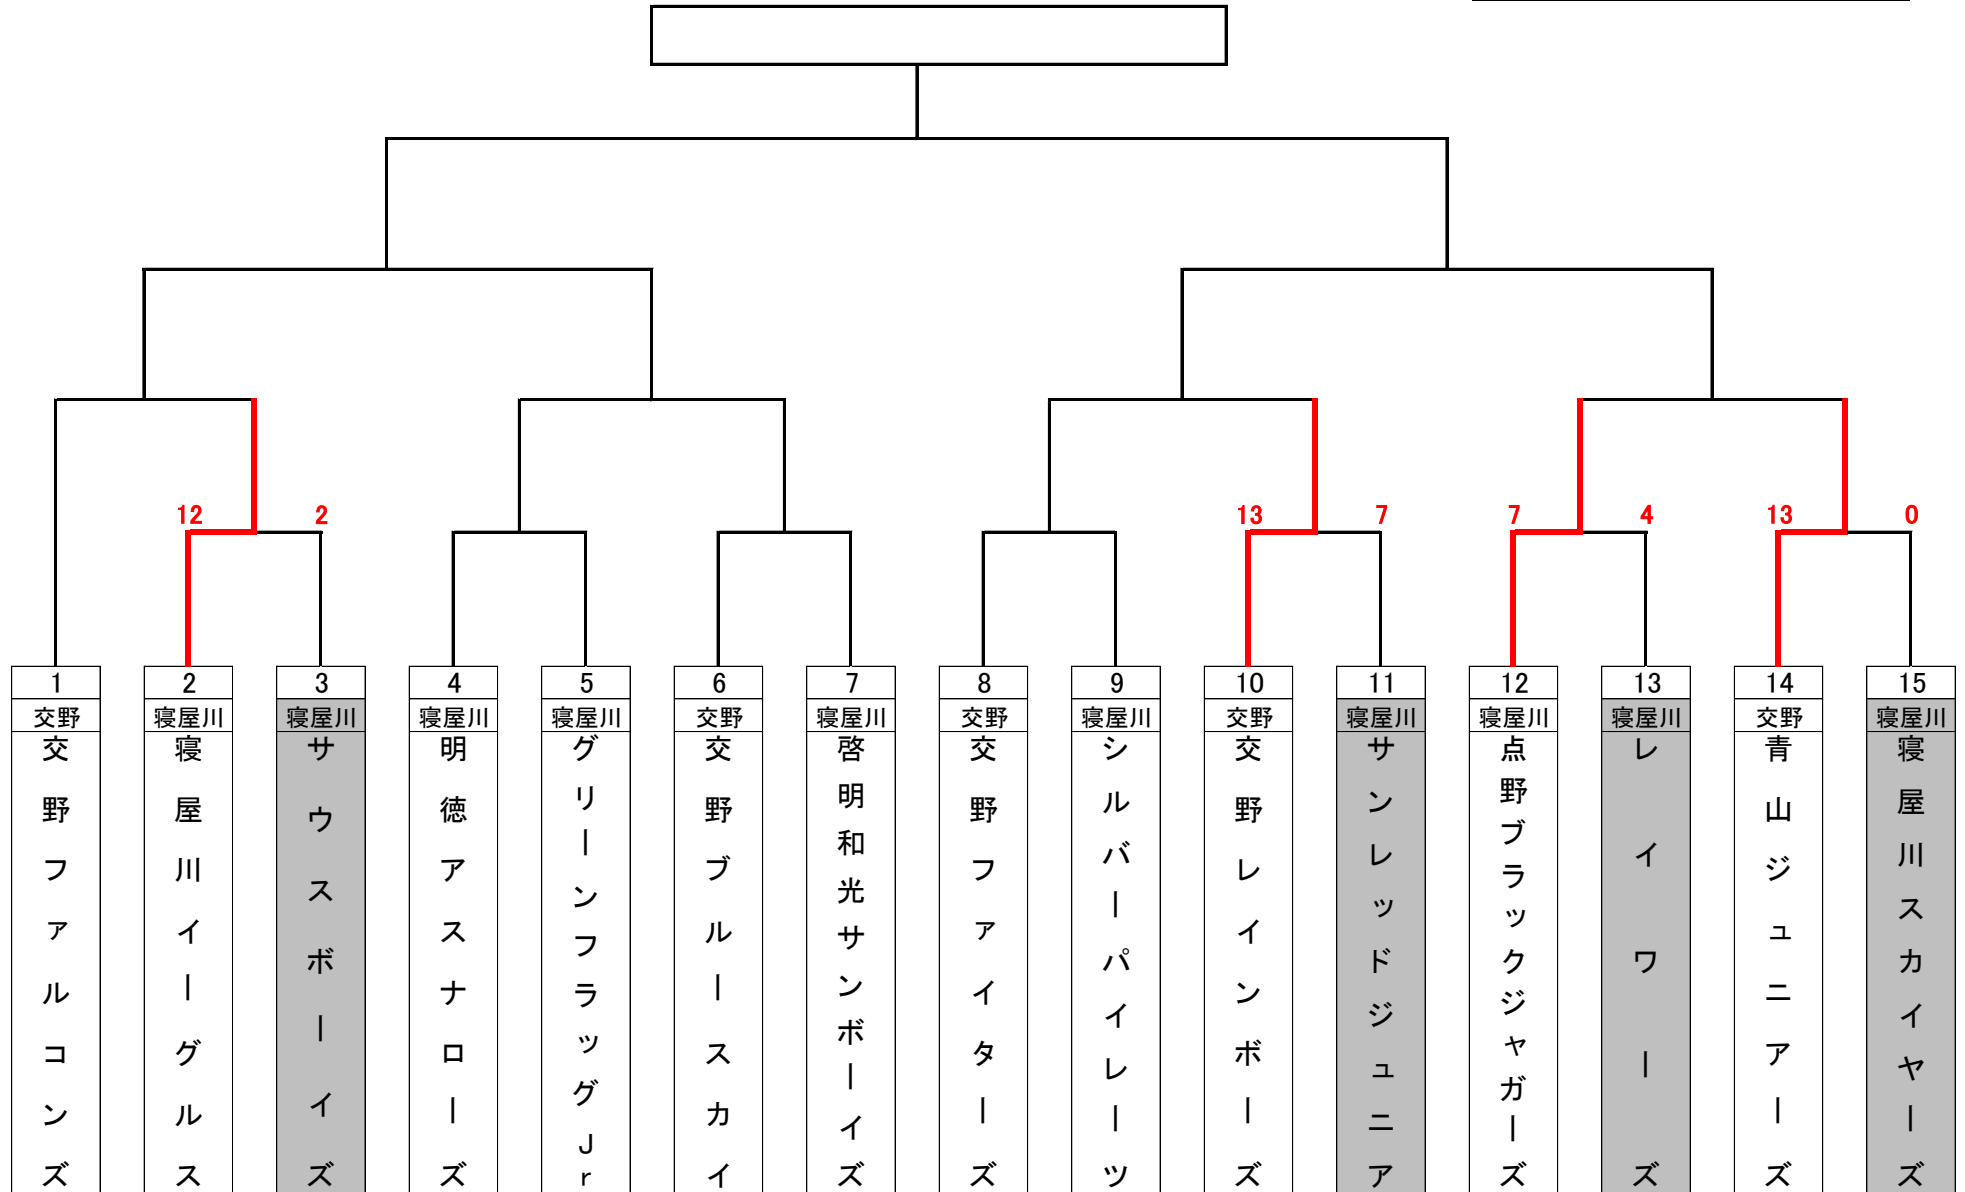 12 2 13 7 7 4 13 0
1 2 3 4 5 6 7 8 9 10 11 12 13 14 15
交野 寝屋川 寝屋川 寝屋川 寝屋川 交野 寝屋川 交野 寝屋川 交野 寝屋川 寝屋川 寝屋川 交野 寝屋川
交野ファルコンズ
寝屋川イーグルス
サウスボーイズ
明徳アスナローズ
グリーンフラッグJr
交野ブルースカイ
啓明和光サンボーイズ
交野ファイターズ
シルバーパイレーツ
交野レインボーズ
サンレッドジュニア
点野ブラックジャガーズ
レイワーズ
青山ジュニアーズ
寝屋川スカイヤーズ